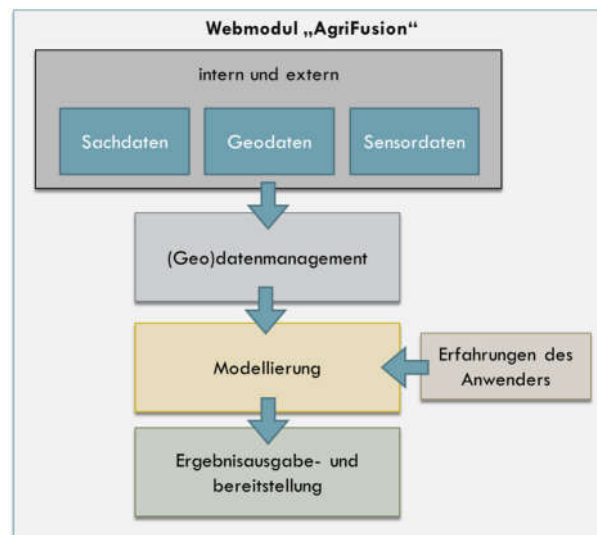 Webmodul „AgriFusion“
intern und extern
Sachdaten
Geodaten
Sensordaten
(Geo)datenmanagement
Modellierung
Erfahrungen des
Anwenders
Ergebnisausgabe- und
bereitstellung